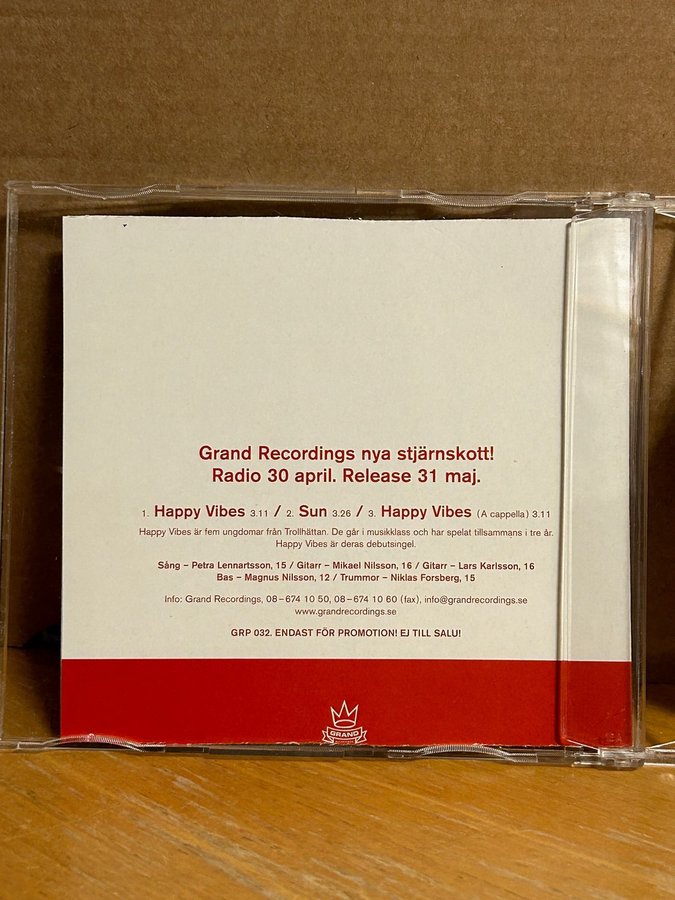 Grand Recordings nya stjärnskott!
Radio 30 april. Release 31 maj.
1. Happy Vibes 3.11 / 2. Sun 3.26 / 3. Happy Vibes (A cappella) 3.11
Happy Vibes är fem ungdomar från Trollhättan. De går i musikklass och har spelat tillsammans i tre år.
Happy Vibes är deras debutsingel.
Sång – Petra Lennartsson, 15 / Gitarr – Mikael Nilsson, 16 / Gitarr – Lars Karlsson, 16
Bas – Magnus Nilsson, 12 / Trummor – Niklas Forsberg, 15
Info: Grand Recordings, 08–674 10 50, 08–674 10 60 (fax), info@grandrecordings.se
www.grandrecordings.se
GRP 032. ENDAST FÖR PROMOTION! EJ TILL SALU!
GRAND